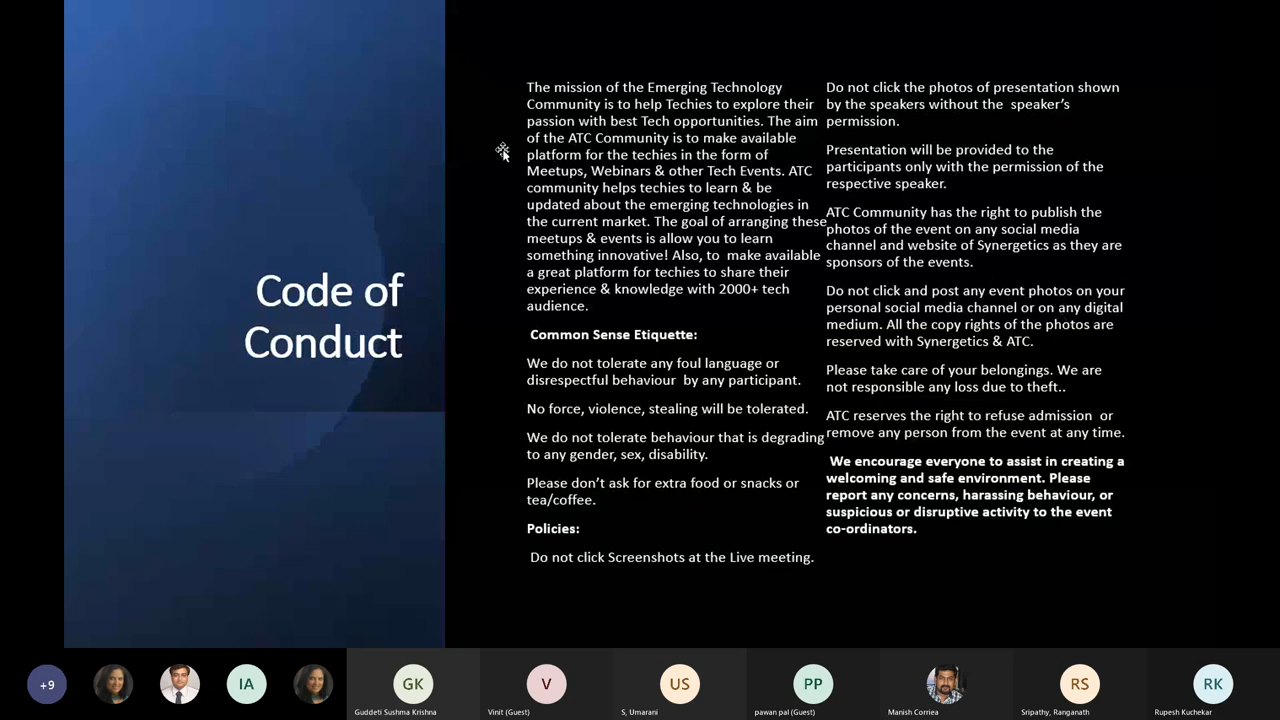 Code of
Conduct
The mission of the Emerging Technology
Community is to help Techies to explore their
passion with best Tech opportunities. The aim
of the ATC Community is to make available
platform for the techies in the form of
Meetups, Webinars & other Tech Events. ATC
community helps techies to learn & be
updated about the emerging technologies in
the current market. The goal of arranging these
meetups & events is allow you to learn
something innovative! Also, to  make available
a great platform for techies to share their
experience & knowledge with 2000+ tech
audience.
Common Sense Etiquette:
We do not tolerate any foul language or
disrespectful behaviour  by any participant.
No force, violence, stealing will be tolerated.
We do not tolerate behaviour that is degrading
to any gender, sex, disability.
Please don't ask for extra food or snacks or
tea/coffee.
Policies:
Do not click Screenshots at the Live meeting.
Do not click the photos of presentation shown
by the speakers without the  speaker's
permission.
Presentation will be provided to the
participants only with the permission of the
respective speaker.
ATC Community has the right to publish the
photos of the event on any social media
channel and website of Synergetics as they are
sponsors of the events.
Do not click and post any event photos on your
personal social media channel or on any digital
medium. All the copy rights of the photos are
reserved with Synergetics & ATC.
Please take care of your belongings. We are
not responsible any loss due to theft..
ATC reserves the right to refuse admission  or
remove any person from the event at any time.
We encourage everyone to assist in creating a
welcoming and safe environment. Please
report any concerns, harassing behaviour, or
suspicious or disruptive activity to the event
co-ordinators.
+9
IA
GK
V
US
PP
RS
RK
Guddeti Sushma Krishna
Vinit (Guest)
S, Umarani
pawan pal (Guest)
Manish Corriea
Sripathy, Ranganath
Rupesh Kuchekar